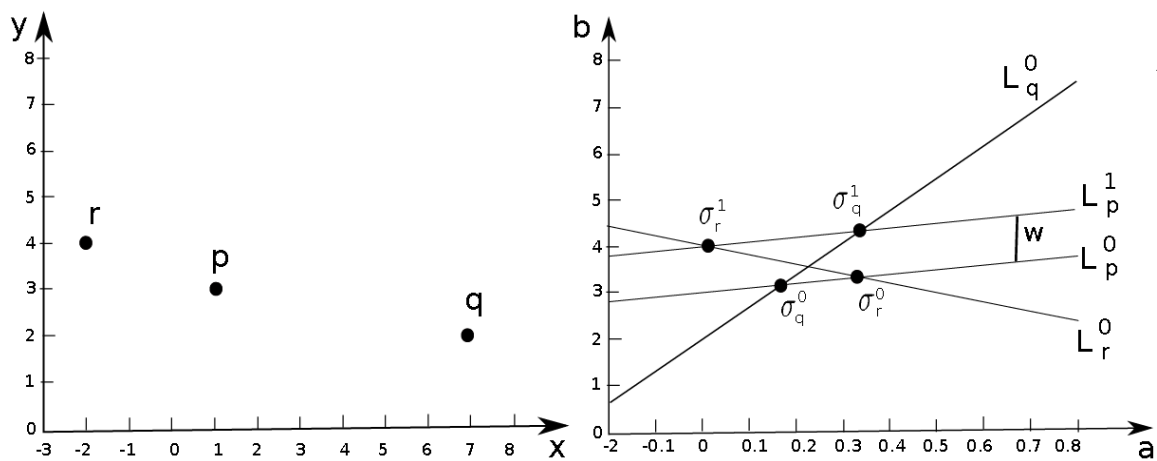 y
8
7
6
5
4
3
2
1
0
r
p
q
-3 -2 -1 0 1 2 3 4 5 6 7 8
x
b
8
7
6
5
4
3
2
1
0
L_q^0
σ_r^1
σ_q^1
L_p^1
w
L_p^0
σ_q^0
σ_r^0
L_r^0
-2 -0.1 0 0.1 0.2 0.3 0.4 0.5 0.6 0.7 0.8
a